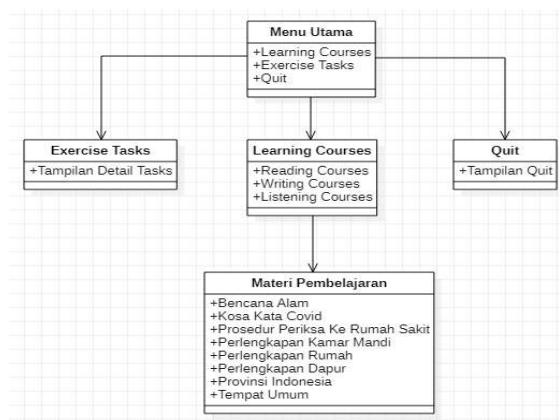 Menu Utama
+Learning Courses
+Exercise Tasks
+Quit
Exercise Tasks
+Tampilan Detail Tasks
Learning Courses
+Reading Courses
+Writing Courses
+Listening Courses
Quit
+Tampilan Quit
Materi Pembelajaran
+Bencana Alam
+Kosa Kata Covid
+Prosedur Periksa Ke Rumah Sakit
+Perlengkapan Kamar Mandi
+Perlengkapan Rumah
+Perlengkapan Dapur
+Provinsi Indonesia
+Tempat Umum